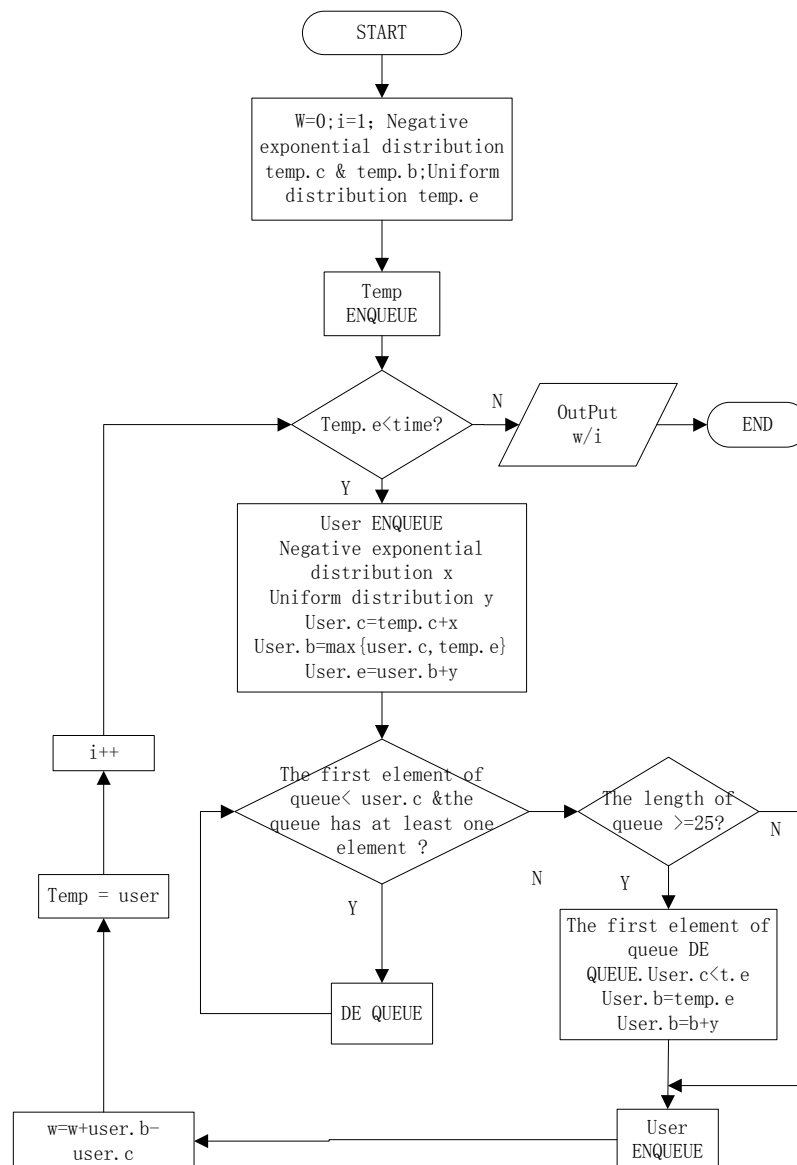 START
W=0;i=1; Negative
exponential distribution
temp.c & temp.b;Uniform
distribution temp.e
Temp
ENQUEUE
Temp.e<time?
N
OutPut
w/i
END
Y
User ENQUEUE
Negative exponential
distribution x
Uniform distribution y
User.c=temp.c+x
User.b=max{user.c,temp.e}
User.e=user.b+y
i++
The first element of
queue< user.c &the
queue has at least one
element ?
The length of
queue >=25?
N
N
Y
Y
Temp = user
The first element of
queue DE
QUEUE.User.c<t.e
User.b=temp.e
User.b=b+y
DE QUEUE
w=w+user.b-
user.c
User
ENQUEUE